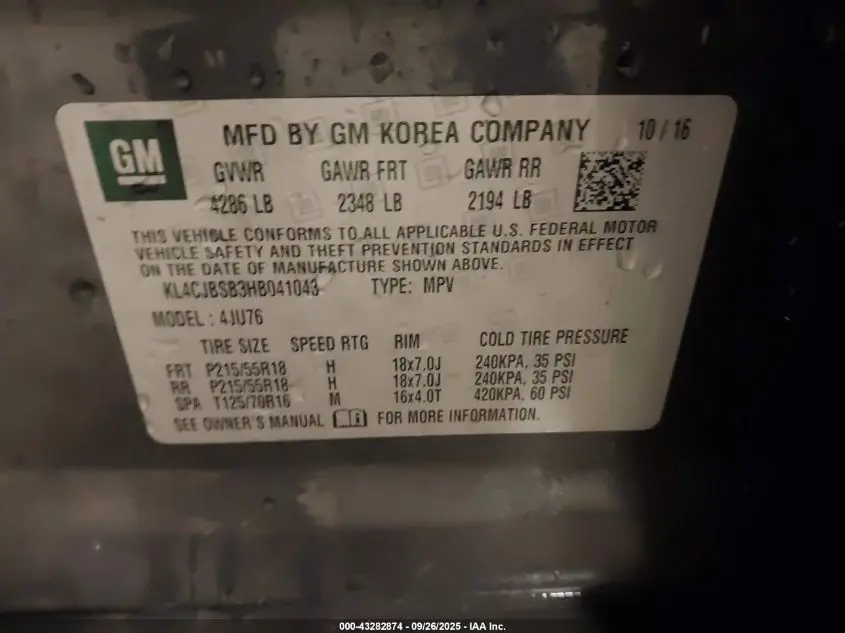 GM
MFD BY GM KOREA COMPANY 10 / 16
GVWR GAWR FRT GAWR RR
4286 LB 2348 LB 2194 LB
THIS VEHICLE CONFORMS TO ALL APPLICABLE U.S. FEDERAL MOTOR
VEHICLE SAFETY AND THEFT PREVENTION STANDARDS IN EFFECT
ON THE DATE OF MANUFACTURE SHOWN ABOVE.
KL4CJBSB3HB041043 TYPE: MPV
MODEL : 4JU76
TIRE SIZE SPEED RTG RIM COLD TIRE PRESSURE
FRT P215/55R18 H 18x7.0J 240KPA, 35 PSI
RR P215/55R18 H 18x7.0J 240KPA, 35 PSI
SPA T125/70R16 M 16x4.0T 420KPA, 60 PSI
SEE OWNER'S MANUAL FOR MORE INFORMATION.
000-43282874 - 09/26/2025 - IAA Inc.